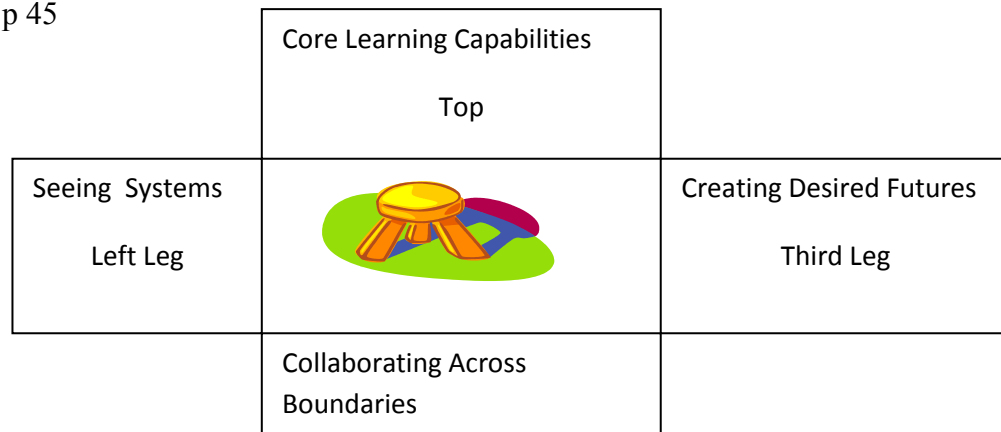 p 45
Core Learning Capabilities
Top
Seeing Systems
Left Leg
Creating Desired Futures
Third Leg
Collaborating Across
Boundaries